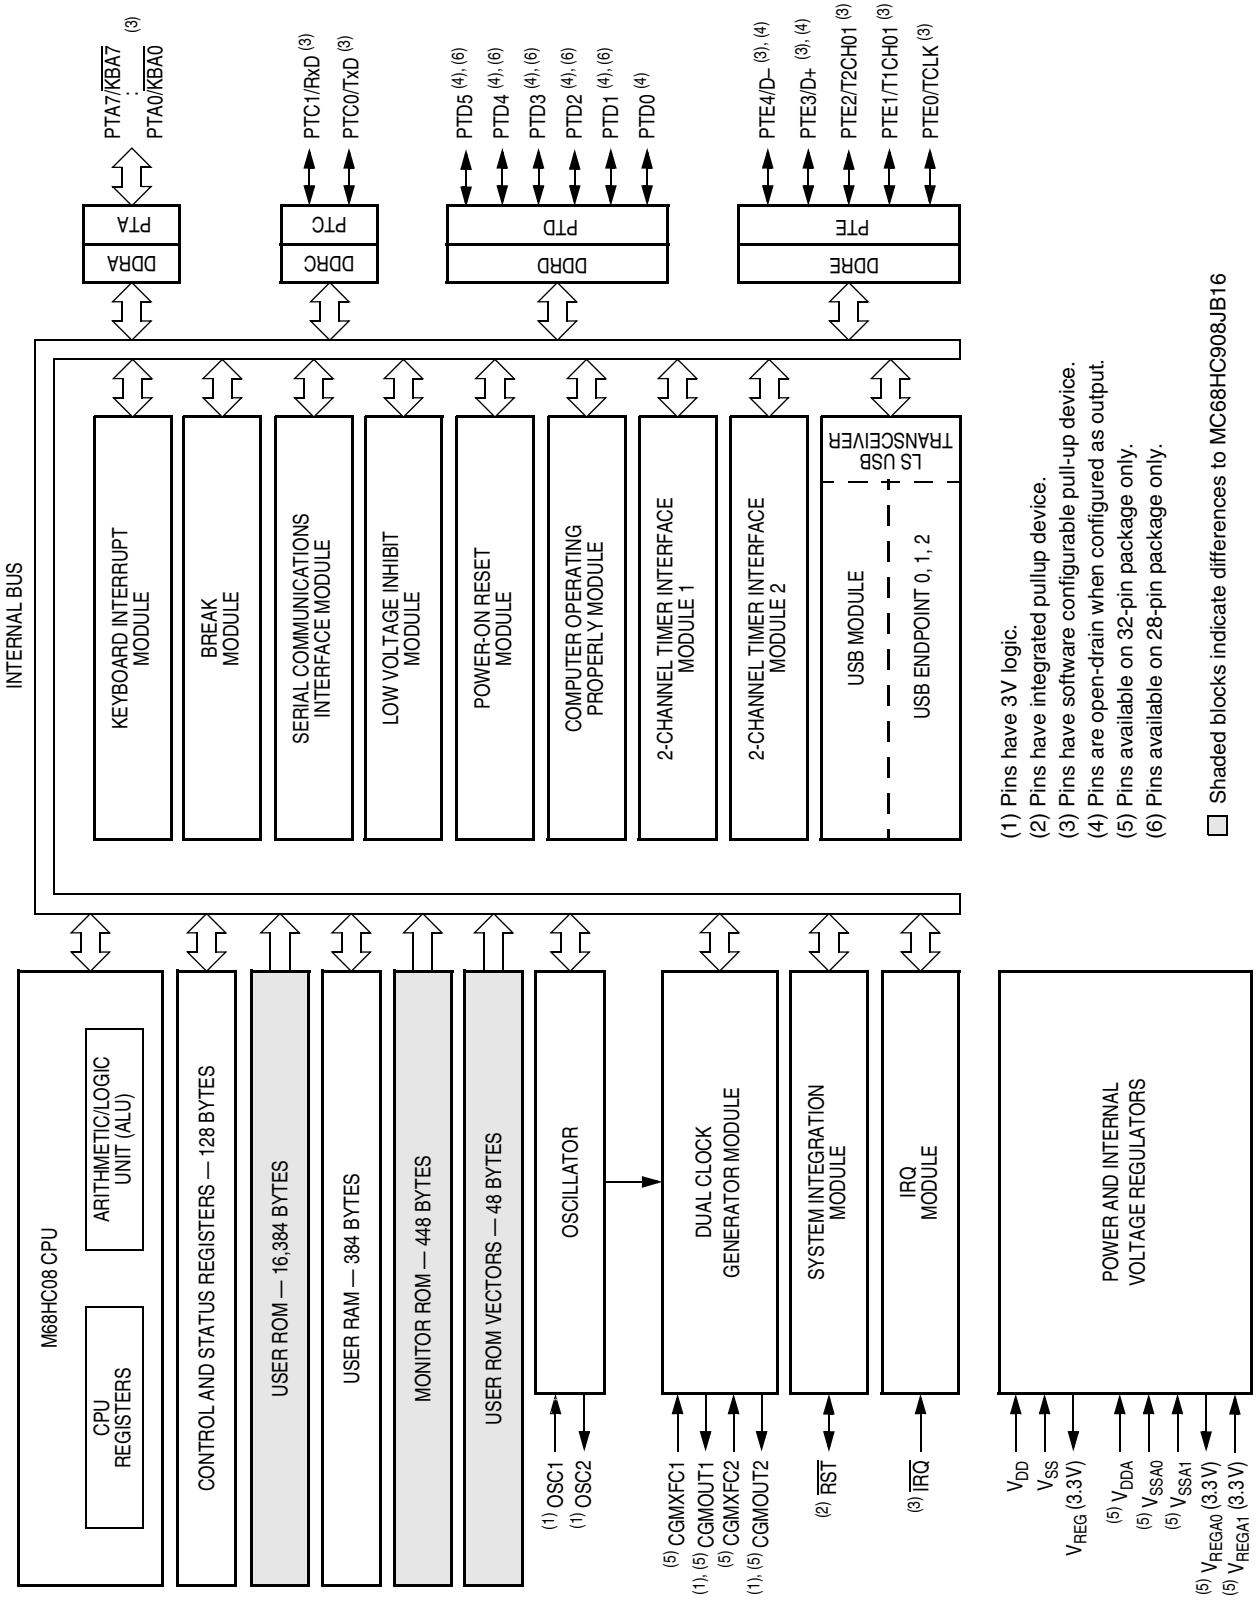 INTERNAL BUS
M68HC08 CPU
CPU
REGISTERS
ARITHMETIC/LOGIC
UNIT (ALU)
CONTROL AND STATUS REGISTERS — 128 BYTES
USER ROM — 16,384 BYTES
USER RAM — 384 BYTES
MONITOR ROM — 448 BYTES
USER ROM VECTORS — 48 BYTES
(1) OSC1
(1) OSC2
OSCILLATOR
(5) CGMXFC1
(1), (5) CGMOUT1
(5) CGMXFC2
(1), (5) CGMOUT2
DUAL CLOCK
GENERATOR MODULE
(2) RST
SYSTEM INTEGRATION
MODULE
(3) IRQ
IRQ
MODULE
VDD
VSS
VREG (3.3 V)
(5) VDDA
(5) VSSA0
(5) VSSA1
(5) VREGA0 (3.3 V)
(5) VREGA1 (3.3 V)
POWER AND INTERNAL
VOLTAGE REGULATORS
KEYBOARD INTERRUPT
MODULE
BREAK
MODULE
SERIAL COMMUNICATIONS
INTERFACE MODULE
LOW VOLTAGE INHIBIT
MODULE
POWER-ON RESET
MODULE
COMPUTER OPERATING
PROPERLY MODULE
2-CHANNEL TIMER INTERFACE
MODULE 1
2-CHANNEL TIMER INTERFACE
MODULE 2
USB MODULE
USB ENDPOINT 0, 1, 2
LS USB
TRANSCEIVER
DDRA
PTA
PTA7/KBA7
: (3)
PTA0/KBA0
DDRC
PTC
PTC1/RxD (3)
PTC0/TxD (3)
DDRD
PTD
PTD5 (4), (6)
PTD4 (4), (6)
PTD3 (4), (6)
PTD2 (4), (6)
PTD1 (4), (6)
PTD0 (4)
DDRE
PTE
PTE4/D– (3), (4)
PTE3/D+ (3), (4)
PTE2/T2CH01 (3)
PTE1/T1CH01 (3)
PTE0/TCLK (3)
(1) Pins have 3V logic.
(2) Pins have integrated pullup device.
(3) Pins have software configurable pull-up device.
(4) Pins are open-drain when configured as output.
(5) Pins available on 32-pin package only.
(6) Pins available on 28-pin package only.
Shaded blocks indicate differences to MC68HC908JB16